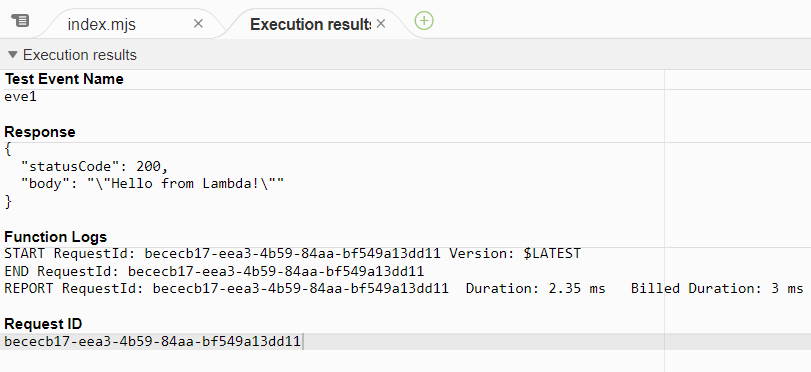 index.mjs
Execution results
Execution results
Test Event Name
eve1
Response
{
  "statusCode": 200,
  "body": "\"Hello from Lambda!\""
}
Function Logs
START RequestId: bececb17-eea3-4b59-84aa-bf549a13dd11 Version: $LATEST
END RequestId: bececb17-eea3-4b59-84aa-bf549a13dd11
REPORT RequestId: bececb17-eea3-4b59-84aa-bf549a13dd11  Duration: 2.35 ms   Billed Duration: 3 ms
Request ID
bececb17-eea3-4b59-84aa-bf549a13dd11